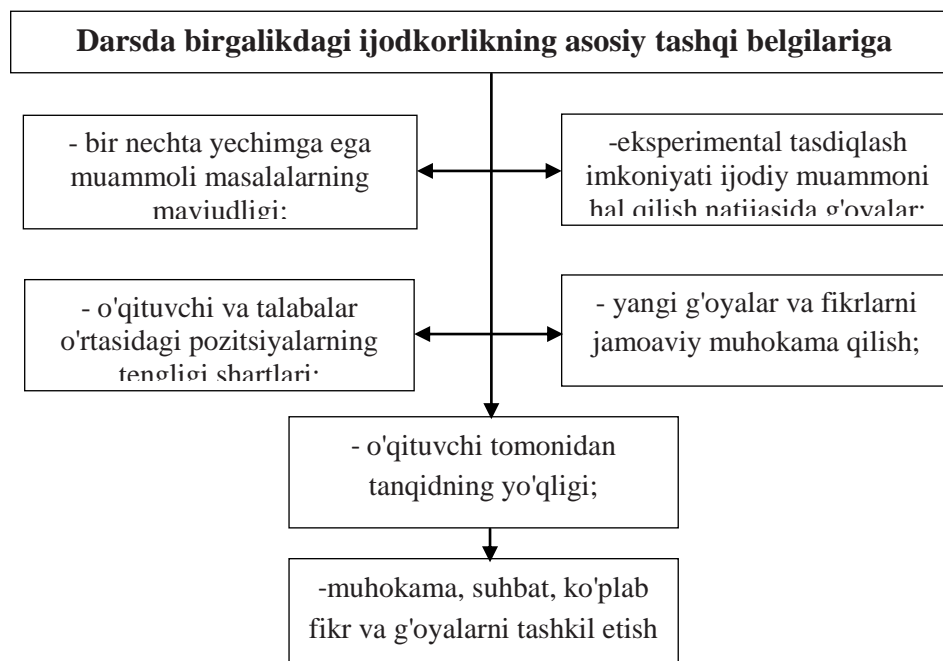 Darsda birgalikdagi ijodkorlikning asosiy tashqi belgilariga
- bir nechta yechimga ega
muammoli masalalarning
mavjudligi;
-eksperimental tasdiqlash
imkoniyati ijodiy muammoni
hal qilish natijasida g'oyalar;
- o'qituvchi va talabalar
o'rtasidagi pozitsiyalarning
tengligi shartlari;
- yangi g'oyalar va fikrlarni
jamoaviy muhokama qilish;
- o'qituvchi tomonidan
tanqidning yo'qligi;
-muhokama, suhbat, ko'plab
fikr va g'oyalarni tashkil etish